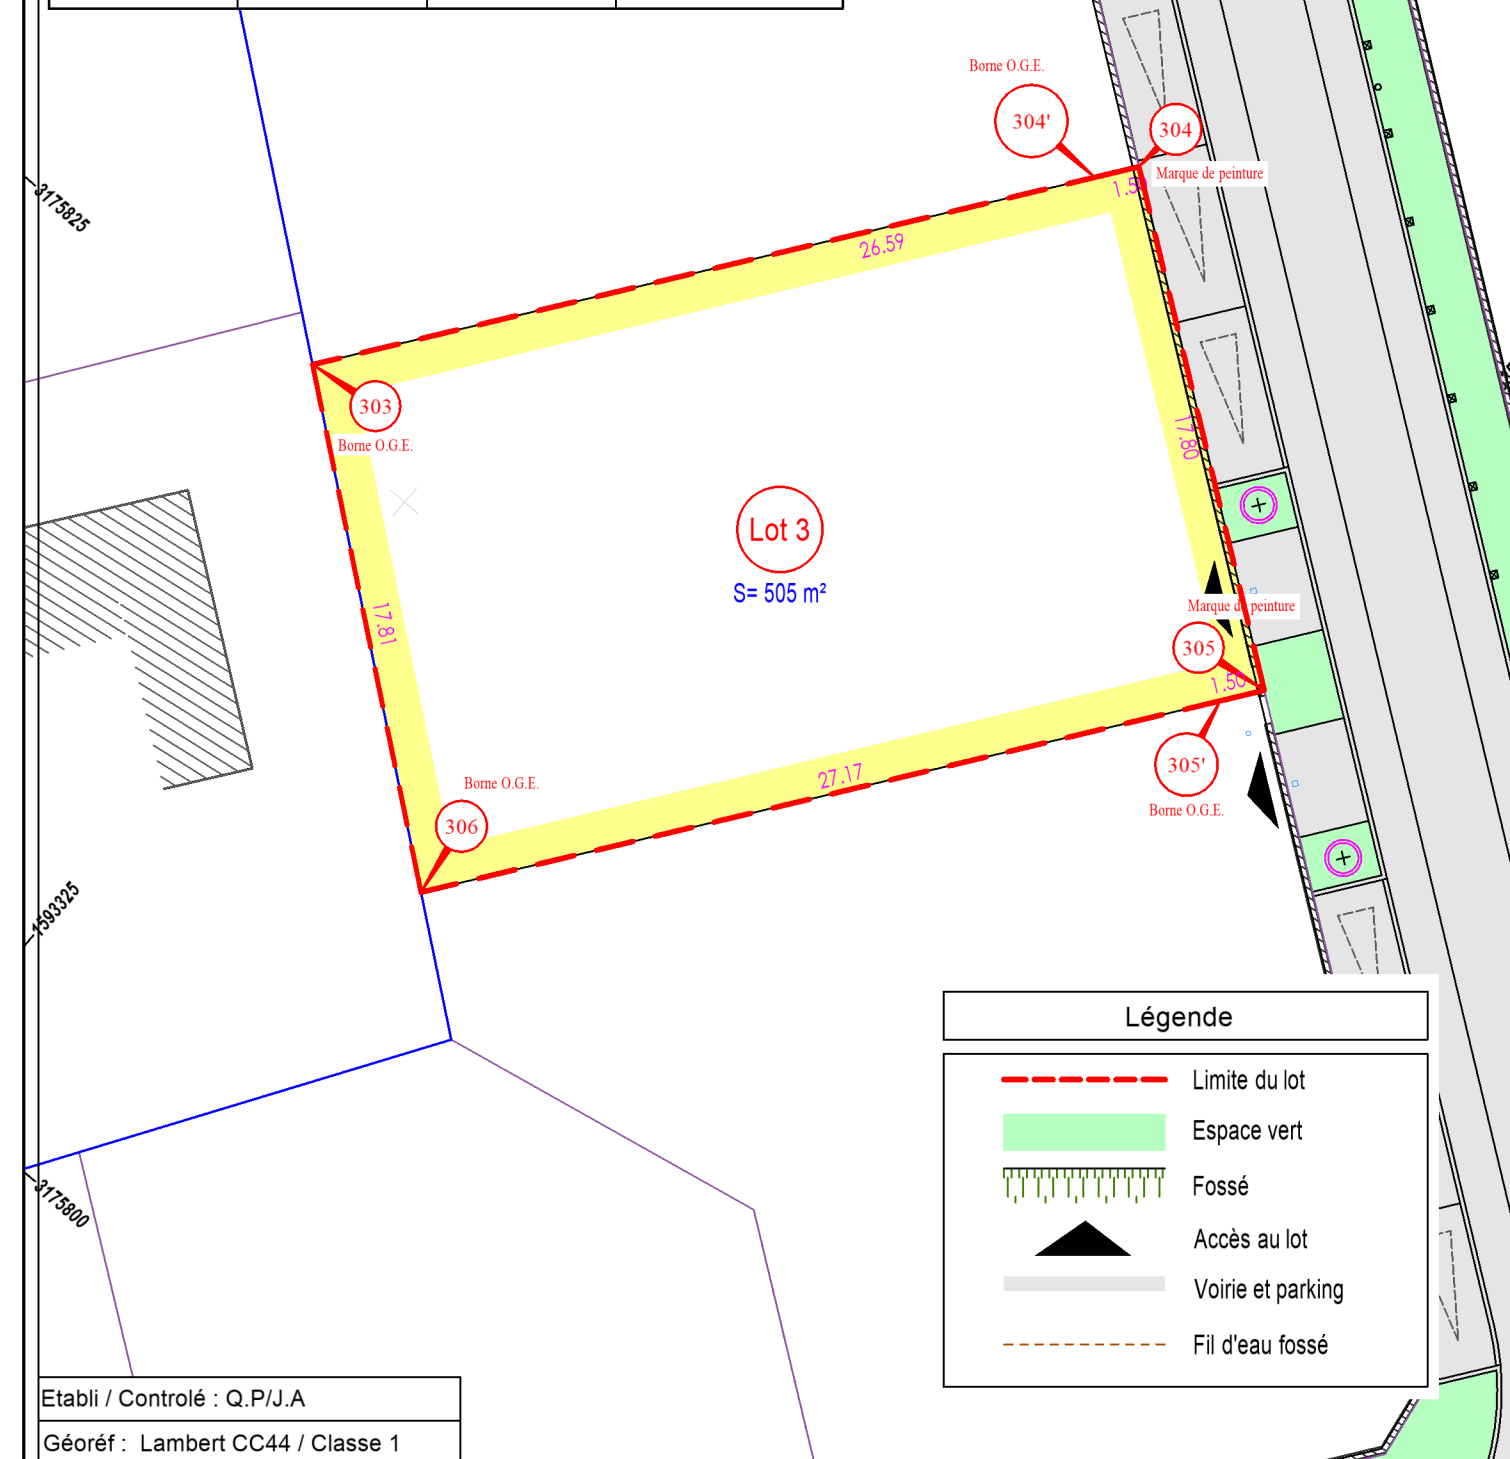 Borne O.G.E.
304'
304
Marque de peinture
3175825
1.5
26.59
303
Borne O.G.E.
17.80
Lot 3
S= 505 m²
17.81
Marque de peinture
305
1.50
305'
Borne O.G.E.
27.17
Borne O.G.E.
306
1593325
Légende
Limite du lot
Espace vert
Fossé
Accès au lot
Voirie et parking
Fil d'eau fossé
3175800
Etabli / Controlé : Q.P/J.A
Géoréf : Lambert CC44 / Classe 1